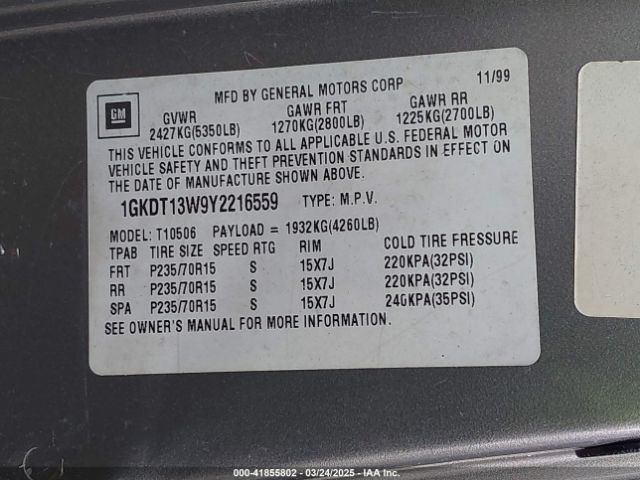 MFD BY GENERAL MOTORS CORP 11/99
GM
GVWR GAWR FRT GAWR RR
2427KG(5350LB) 1270KG(2800LB) 1225KG(2700LB)
THIS VEHICLE CONFORMS TO ALL APPLICABLE U.S. FEDERAL MOTOR
VEHICLE SAFETY AND THEFT PREVENTION STANDARDS IN EFFECT ON
THE DATE OF MANUFACTURE SHOWN ABOVE.
1GKDT13W9Y2216559 TYPE: M.P.V.
MODEL: T10506 PAYLOAD = 1932KG(4260LB)
TPAB TIRE SIZE SPEED RTG RIM COLD TIRE PRESSURE
FRT P235/70R15 S 15X7J 220KPA(32PSI)
RR P235/70R15 S 15X7J 220KPA(32PSI)
SPA P235/70R15 S 15X7J 240KPA(35PSI)
SEE OWNER'S MANUAL FOR MORE INFORMATION.
000-41855802 - 03/24/2025 - IAA Inc.